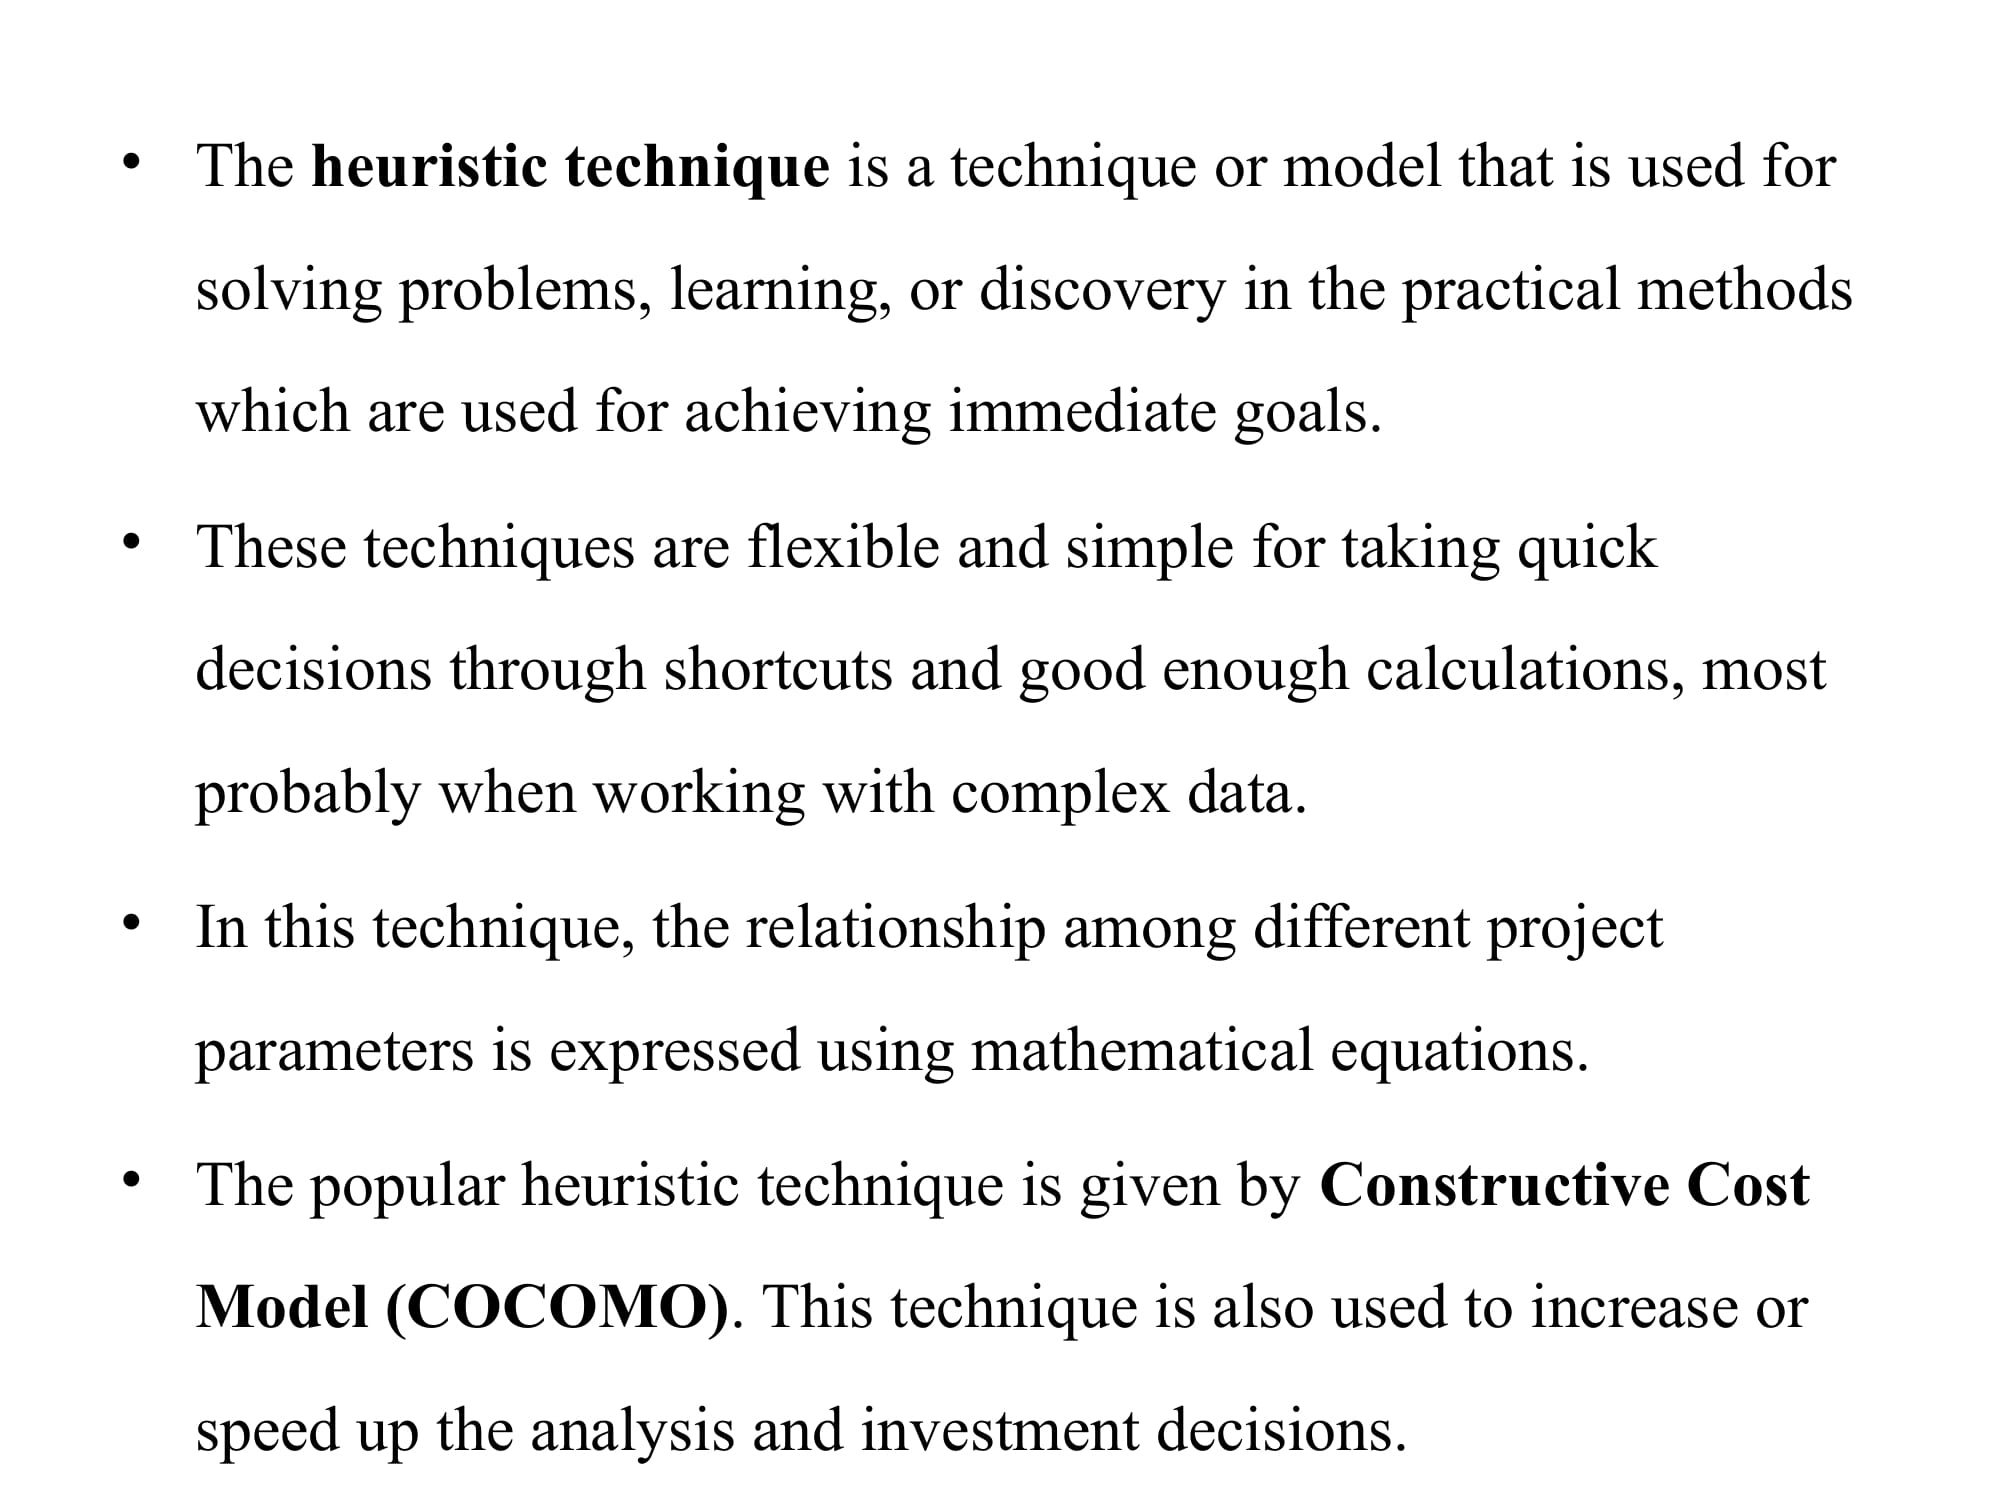 • The heuristic technique is a technique or model that is used for
solving problems, learning, or discovery in the practical methods
which are used for achieving immediate goals.
• These techniques are flexible and simple for taking quick
decisions through shortcuts and good enough calculations, most
probably when working with complex data.
• In this technique, the relationship among different project
parameters is expressed using mathematical equations.
• The popular heuristic technique is given by Constructive Cost
Model (COCOMO). This technique is also used to increase or
speed up the analysis and investment decisions.